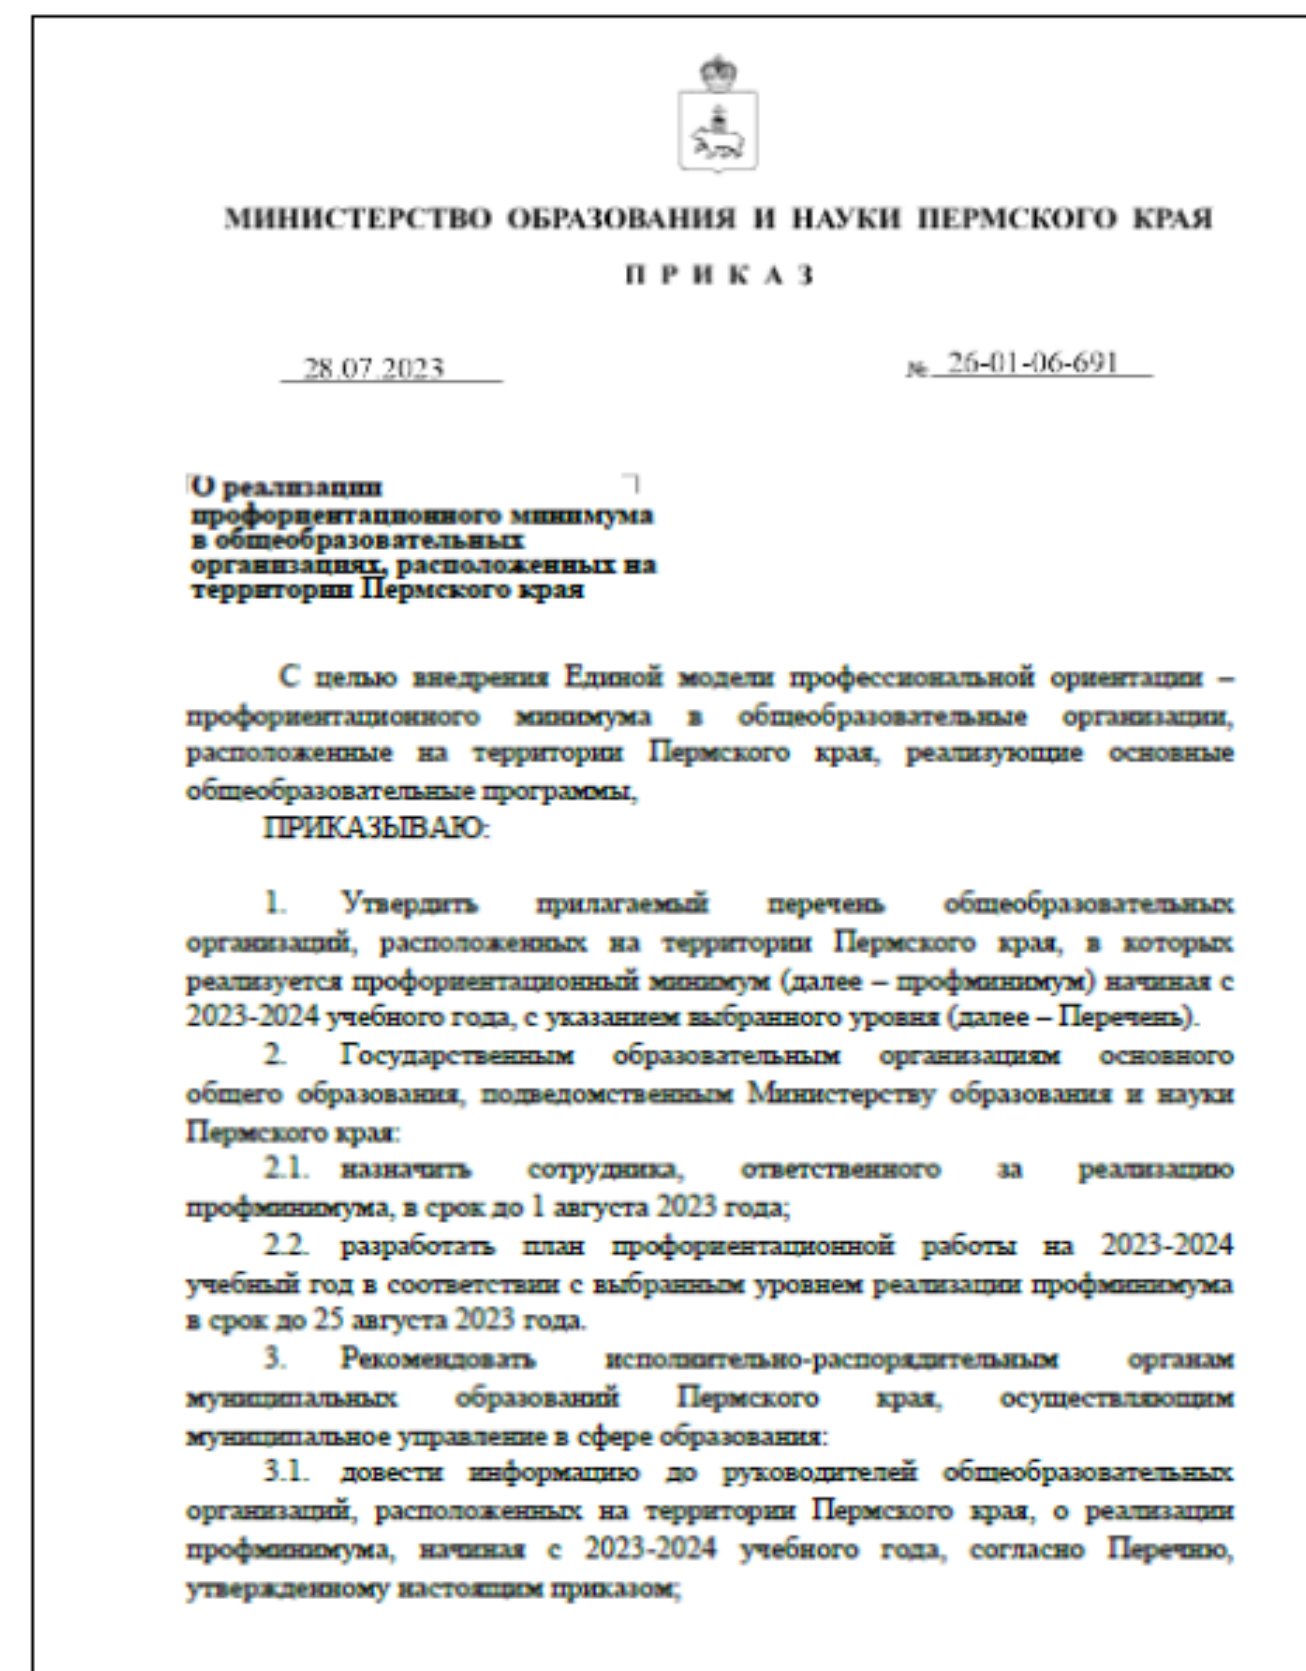 МИНИСТЕРСТВО ОБРАЗОВАНИЯ И НАУКИ ПЕРМСКОГО КРАЯ
П Р И К А З
28.07.2023
№ 26-01-06-691
О реализации
профориентационного минимума
в общеобразовательных
организациях, расположенных на
территории Пермского края
С целью внедрения Единой модели профессиональной ориентации –
профориентационного минимума в общеобразовательные организации,
расположенные на территории Пермского края, реализующие основные
общеобразовательные программы,
ПРИКАЗЫВАЮ:
1. Утвердить прилагаемый перечень общеобразовательных
организаций, расположенных на территории Пермского края, в которых
реализуется профориентационный минимум (далее – профминимум) начиная с
2023-2024 учебного года, с указанием выбранного уровня (далее – Перечень).
2. Государственным образовательным организациям основного
общего образования, подведомственным Министерству образования и науки
Пермского края:
2.1. назначить сотрудника, ответственного за реализацию
профминимума, в срок до 1 августа 2023 года;
2.2. разработать план профориентационной работы на 2023-2024
учебный год в соответствии с выбранным уровнем реализации профминимума
в срок до 25 августа 2023 года.
3. Рекомендовать исполнительно-распорядительным органам
муниципальных образований Пермского края, осуществляющим
муниципальное управление в сфере образования:
3.1. довести информацию до руководителей общеобразовательных
организаций, расположенных на территории Пермского края, о реализации
профминимума, начиная с 2023-2024 учебного года, согласно Перечню,
утвержденному настоящим приказом;